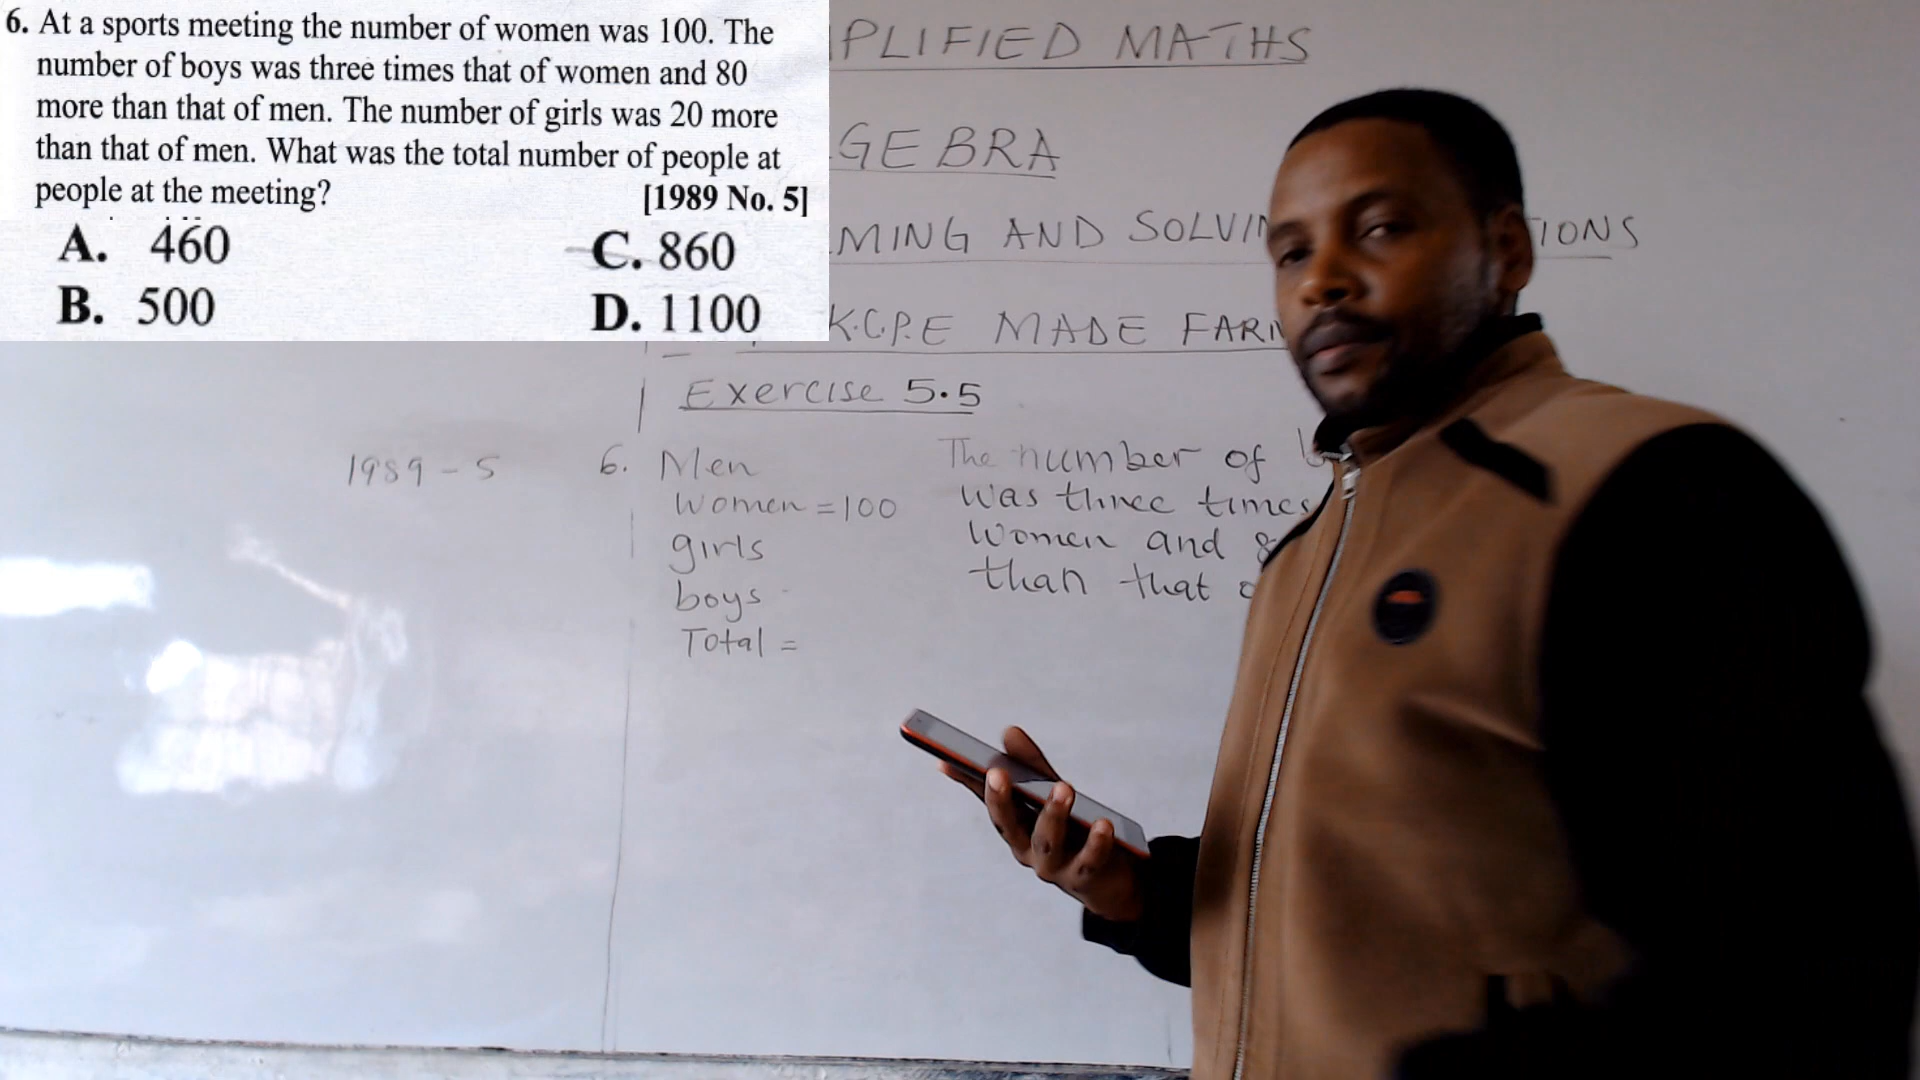 6. At a sports meeting the number of women was 100. The
number of boys was three times that of women and 80
more than that of men. The number of girls was 20 more
than that of men. What was the total number of people at
people at the meeting? [1989 No. 5]
A. 460
C. 860
B. 500
D. 1100
PLIFIED MATHS
GEBRA
MING AND SOLVIN TIONS
K.C.P.E MADE FAR
Exercise 5.5
1989 - 5
6. Men
Women = 100
girls
boys
Total =
The number of b
was three times
Women and 8
than that o